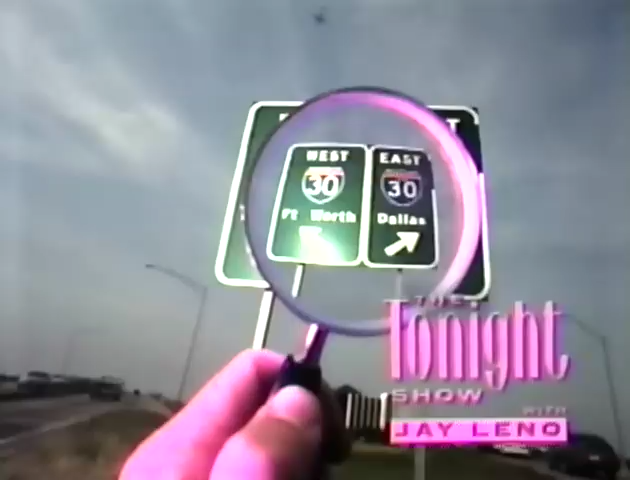 WEST
30
Ft Worth
EAST
30
Dallas
THE
Tonight
SHOW
WITH
JAY LENO